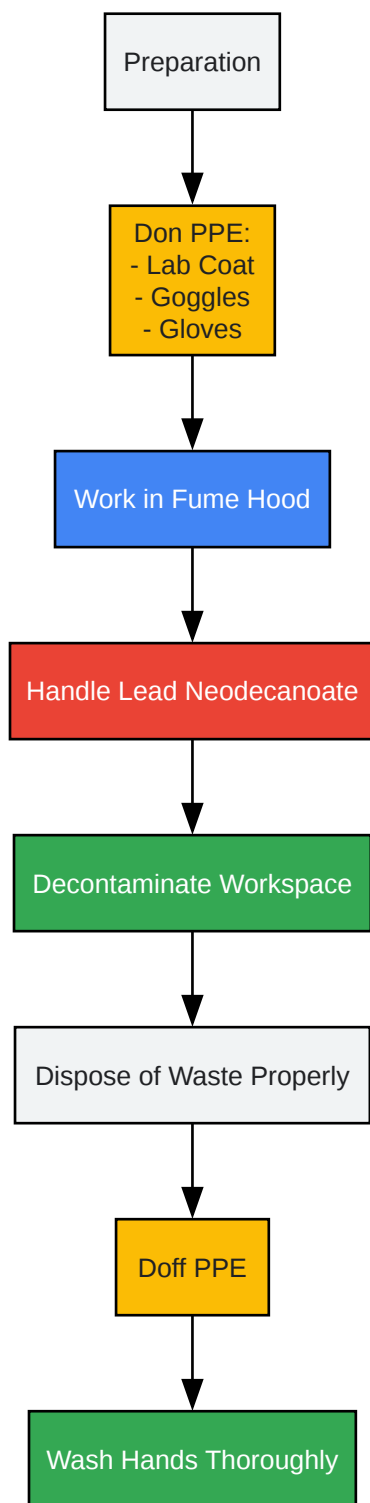 Preparation
Don PPE:
- Lab Coat
- Goggles
- Gloves
Work in Fume Hood
Handle Lead Neodecanoate
Decontaminate Workspace
Dispose of Waste Properly
Doff PPE
Wash Hands Thoroughly